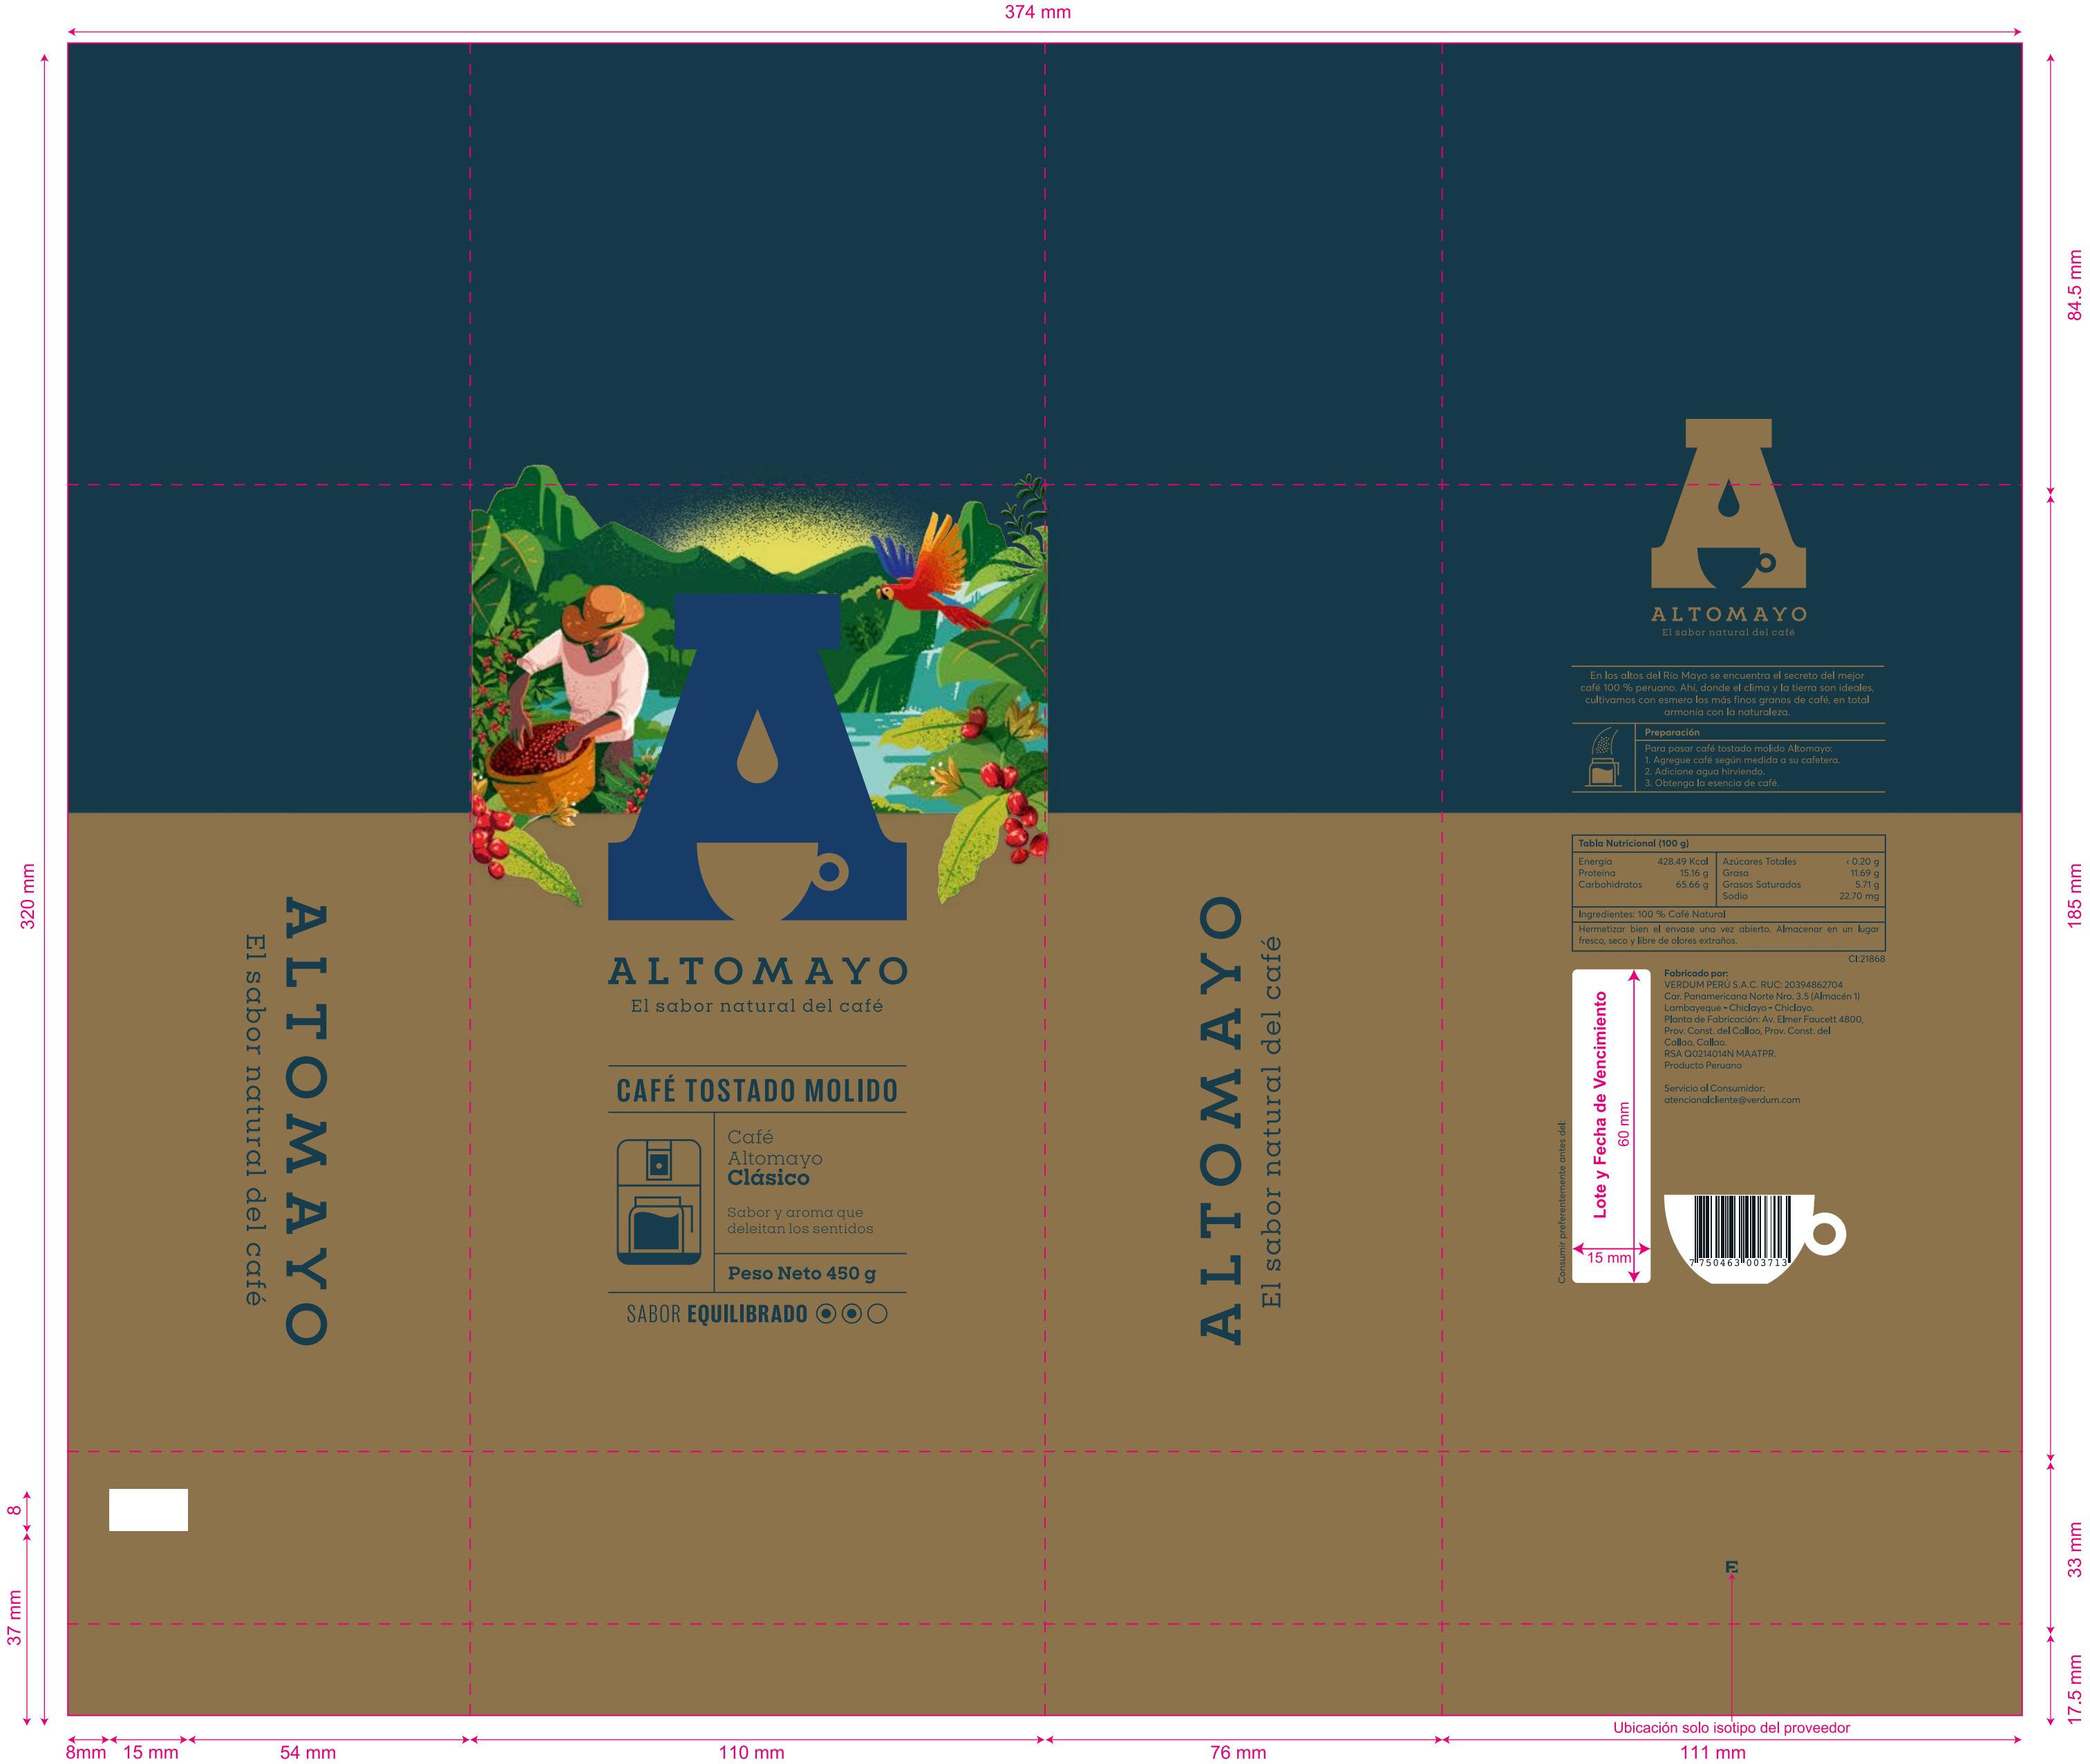 374 mm
320 mm
84.5 mm
185 mm
33 mm
17.5 mm
8
37 mm
8mm
15 mm
54 mm
110 mm
76 mm
111 mm
ALTOMAYO
El sabor natural del café
ALTOMAYO
El sabor natural del café
CAFÉ TOSTADO MOLIDO
Café
Altomayo
Clásico
Sabor y aroma que
deleitan los sentidos
Peso Neto 450 g
SABOR EQUILIBRADO
ALTOMAYO
El sabor natural del café
ALTOMAYO
El sabor natural del café
En los altos del Río Mayo se encuentra el secreto del mejor
café 100 % peruano. Ahí, donde el clima y la tierra son ideales,
cultivamos con esmero los más finos granos de café, en total
armonía con la naturaleza.
Preparación
Para pasar café tostado molido Altomayo:
1. Agregue café según medida a su cafetera.
2. Adicione agua hirviendo.
3. Obtenga la esencia de café.
Tabla Nutricional (100 g)
Energía 428.49 Kcal Azúcares Totales < 0.20 g
Proteína 15.16 g Grasa 11.69 g
Carbohidratos 65.66 g Grasas Saturadas 5.71 g
Sodio 22.70 mg
Ingredientes: 100 % Café Natural
Hermetizar bien el envase una vez abierto. Almacenar en un lugar
fresco, seco y libre de olores extraños.
CI:21868
Consumir preferentemente antes del:
Lote y Fecha de Vencimiento
60 mm
15 mm
Fabricado por:
VERDUM PERÚ S.A.C. RUC: 20394862704
Car. Panamericana Norte Nro. 3.5 (Almacén 1)
Lambayeque - Chiclayo - Chiclayo.
Planta de Fabricación: Av. Elmer Faucett 4800,
Prov. Const. del Callao, Prov. Const. del
Callao, Callao.
RSA Q0214014N MAATPR.
Producto Peruano
Servicio al Consumidor:
atencionalcliente@verdum.com
7 750463 003713
Ubicación solo isotipo del proveedor